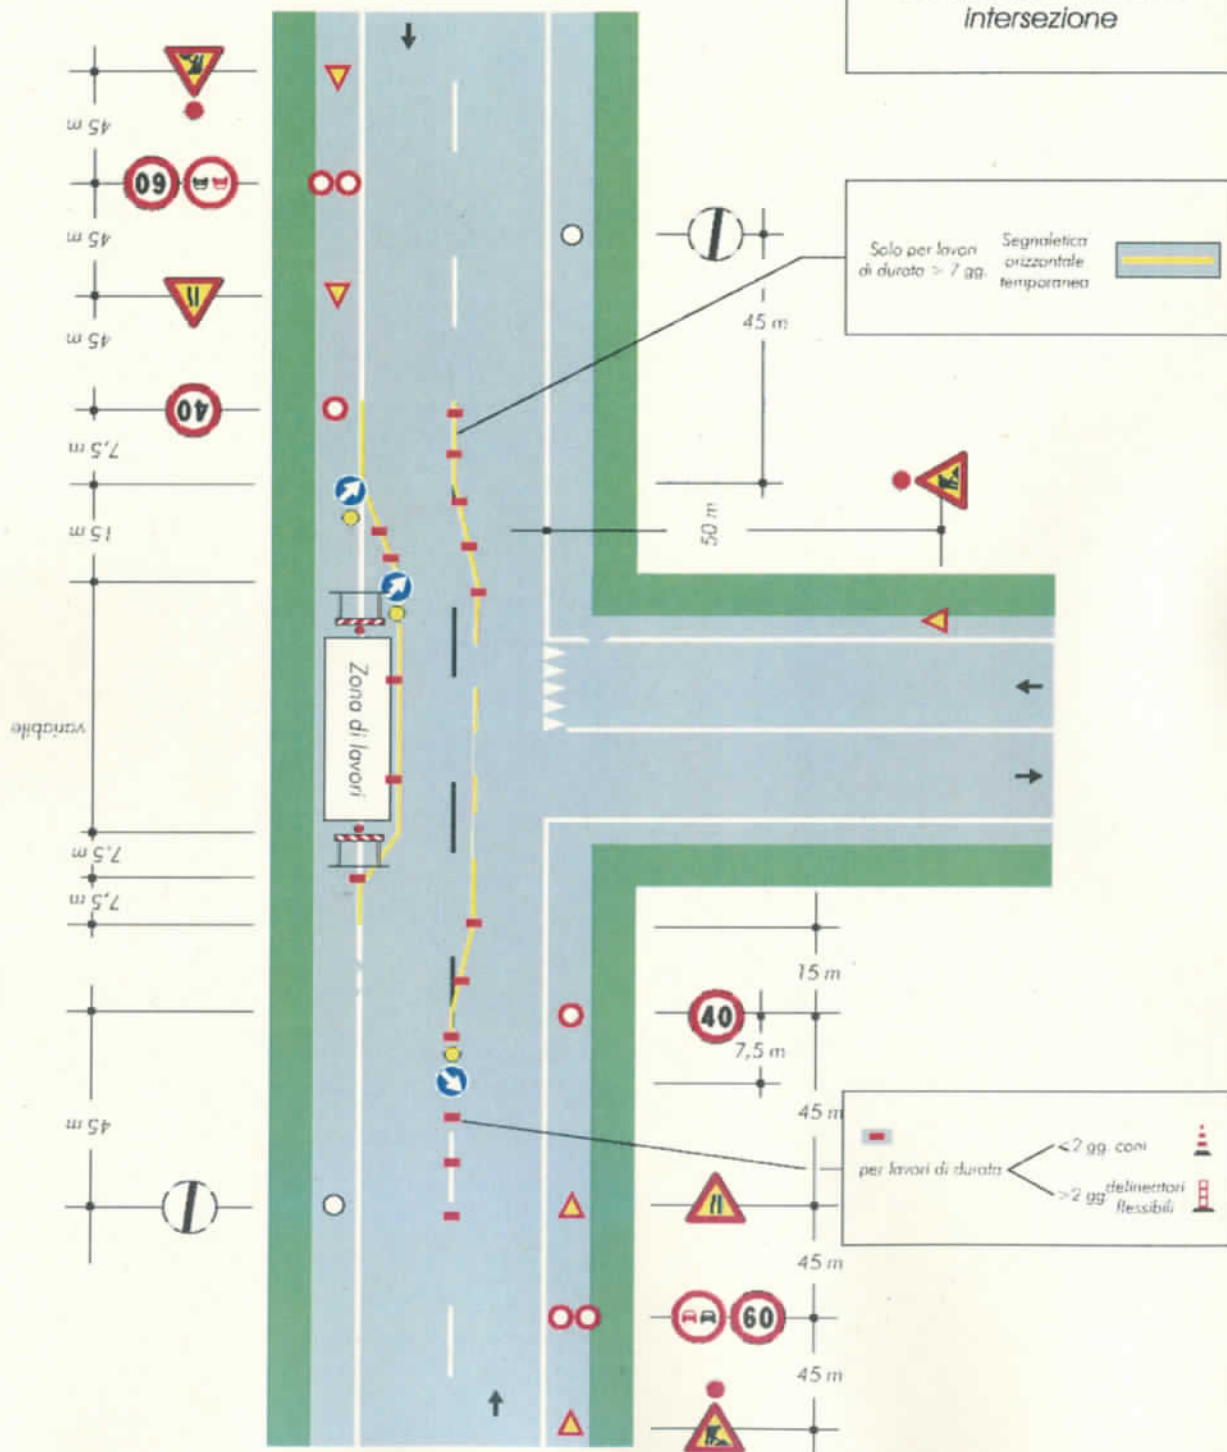 intersezione
45 m
60
45 m
45 m
40
7,5 m
15 m
variabile
7,5 m
7,5 m
45 m
Zona di lavori
Solo per lavori
di durata > 7 gg.
Segnaletica
orizzontale
temporanea
45 m
50 m
15 m
40
7,5 m
45 m
per lavori di durata
<2 gg. coni
>2 gg. delineatori
flessibili
45 m
60
45 m